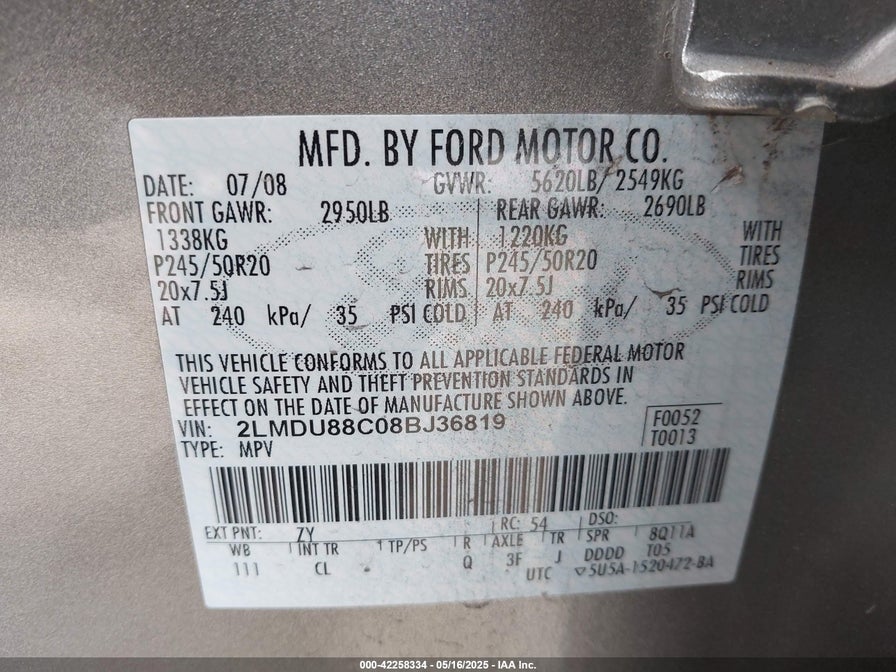 MFD. BY FORD MOTOR CO.
DATE: 07/08 GVWR: 5620LB/ 2549KG
FRONT GAWR: 2950LB REAR GAWR: 2690LB
1338KG WITH 1220KG WITH
P245/50R20 TIRES P245/50R20 TIRES
20x7.5J RIMS 20x7.5J RIMS
AT 240 kPa/ 35 PSI COLD AT 240 kPa/ 35 PSI COLD
THIS VEHICLE CONFORMS TO ALL APPLICABLE FEDERAL MOTOR
VEHICLE SAFETY AND THEFT PREVENTION STANDARDS IN
EFFECT ON THE DATE OF MANUFACTURE SHOWN ABOVE.
VIN: 2LMDU88C08BJ36819 F0052
TYPE: MPV T0013
EXT PNT: ZY RC: 54 DSO:
WB INT TR TP/PS R AXLE TR SPR 8Q11A
111 CL Q 3F J DDDD T05
UTC ▽5U5A-1520472-BA
000-42258334 | 05/16/2025 | IAA Inc.